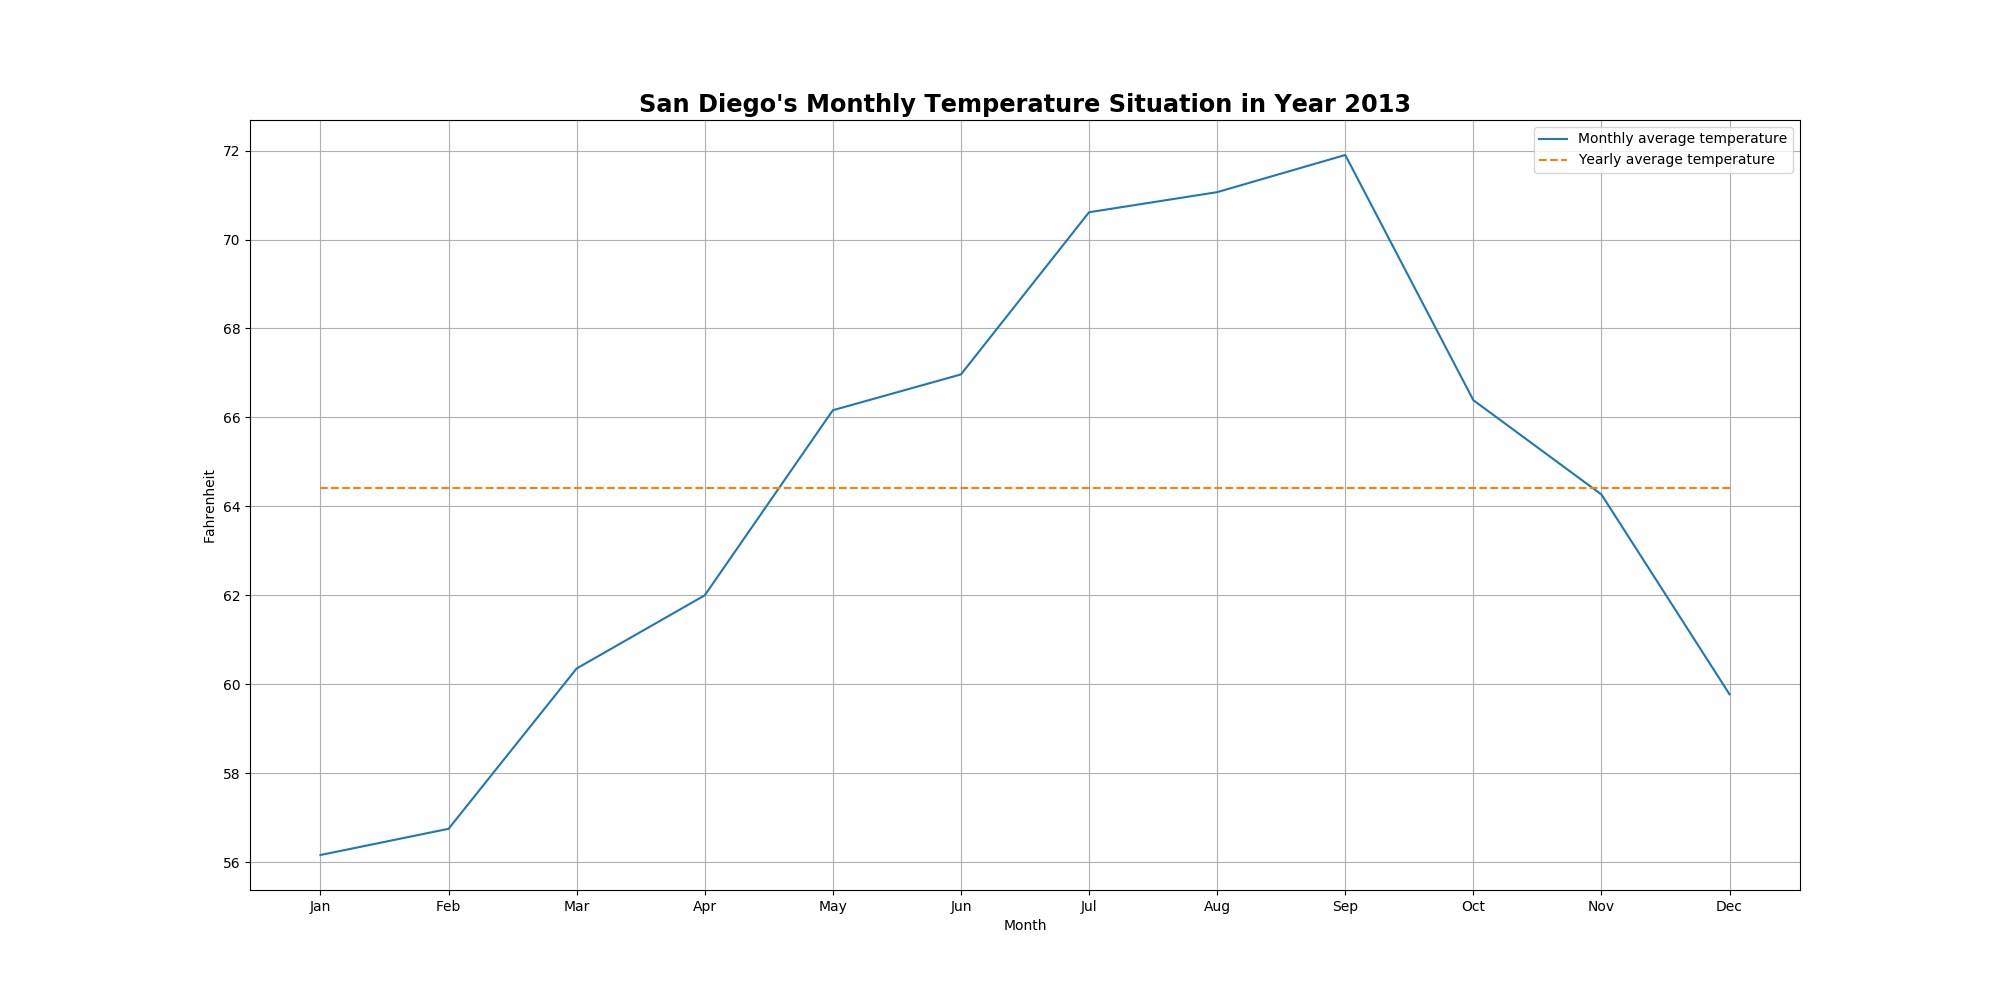 San Diego's Monthly Temperature Situation in Year 2013
Monthly average temperature
Yearly average temperature
72
70
68
66
64
62
60
58
56
Fahrenheit
Jan Feb Mar Apr May Jun Jul Aug Sep Oct Nov Dec
Month